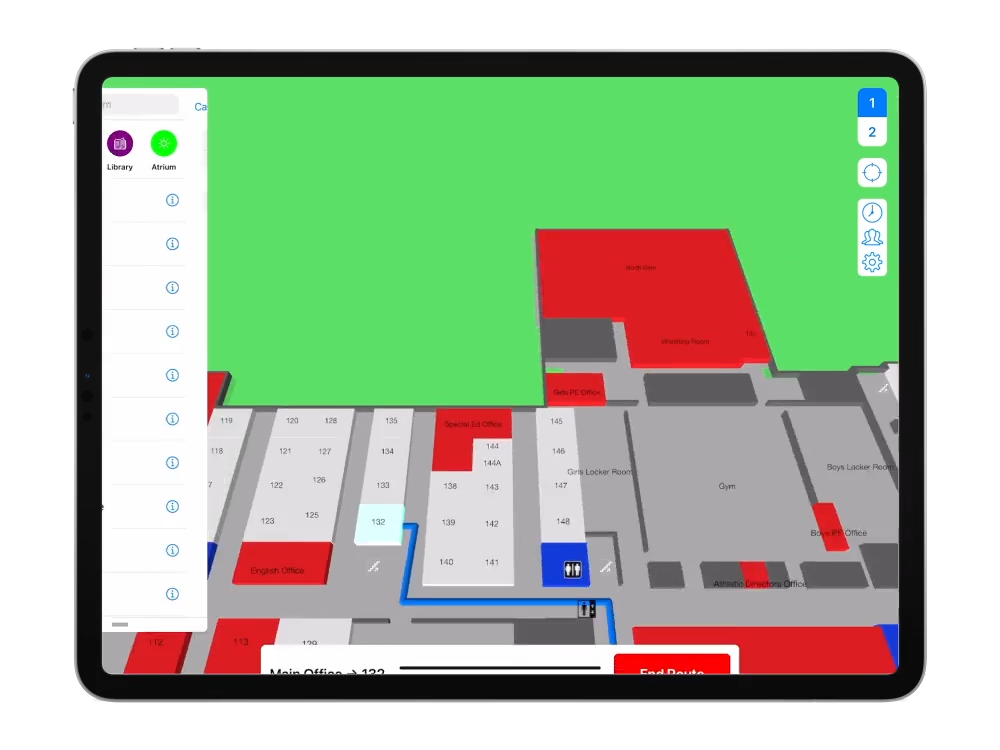 Ca
Library
Atrium
1
2
North Gym
Wrestling Room
Girls PE Office
119
120
128
135
Special Ed Office
145
118
121
127
134
144
146
144A
Girls Locker Room
Boys Locker Room
7
122
126
133
138
143
147
Gym
123
125
132
139
142
148
Boys PE Office
English Office
140
141
Athletic Directors Office
112
113
129
Main Office → 132
End Route